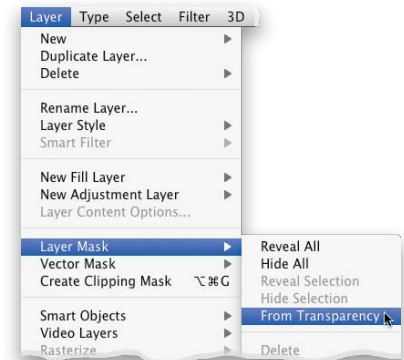 Layer Type Select Filter 3D
New
Duplicate Layer...
Delete
Rename Layer...
Layer Style
Smart Filter
New Fill Layer
New Adjustment Layer
Layer Content Options...
Layer Mask
Vector Mask
Create Clipping Mask ⌥⌘G
Smart Objects
Video Layers
Rasterize
Reveal All
Hide All
Reveal Selection
Hide Selection
From Transparency
Delete